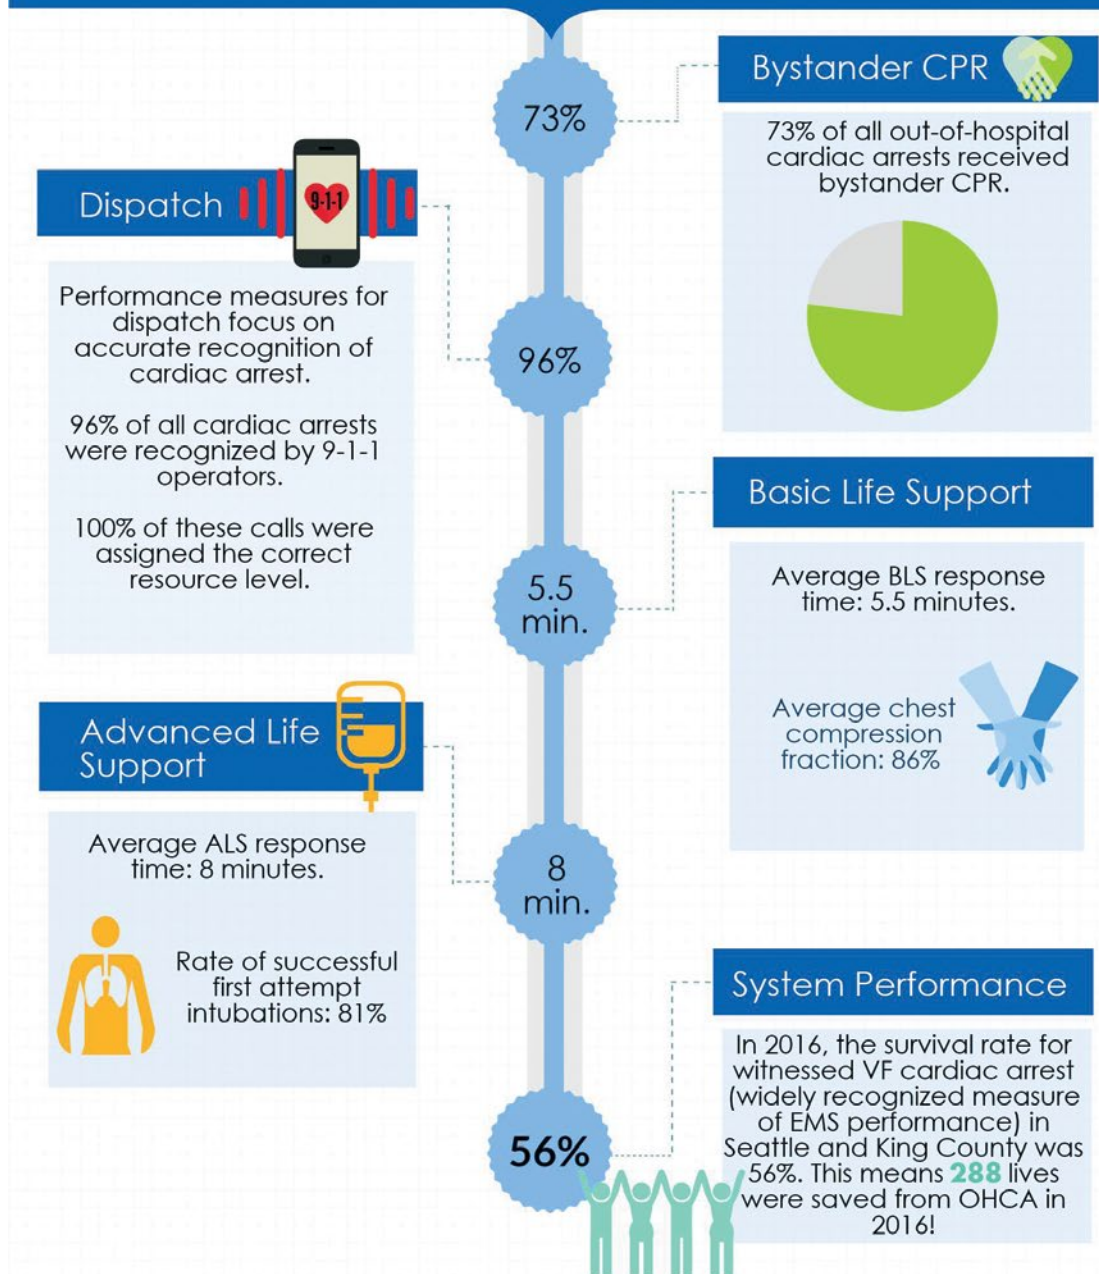 73%
Bystander CPR
73% of all out-of-hospital
cardiac arrests received
bystander CPR.
Dispatch
9-1-1
Performance measures for
dispatch focus on
accurate recognition of
cardiac arrest.
96% of all cardiac arrests
were recognized by 9-1-1
operators.
100% of these calls were
assigned the correct
resource level.
96%
Basic Life Support
Average BLS response
time: 5.5 minutes.
Average chest
compression
fraction: 86%
5.5
min.
Advanced Life
Support
Average ALS response
time: 8 minutes.
Rate of successful
first attempt
intubations: 81%
8
min.
System Performance
In 2016, the survival rate for
witnessed VF cardiac arrest
(widely recognized measure
of EMS performance) in
Seattle and King County was
56%. This means 288 lives
were saved from OHCA in
2016!
56%